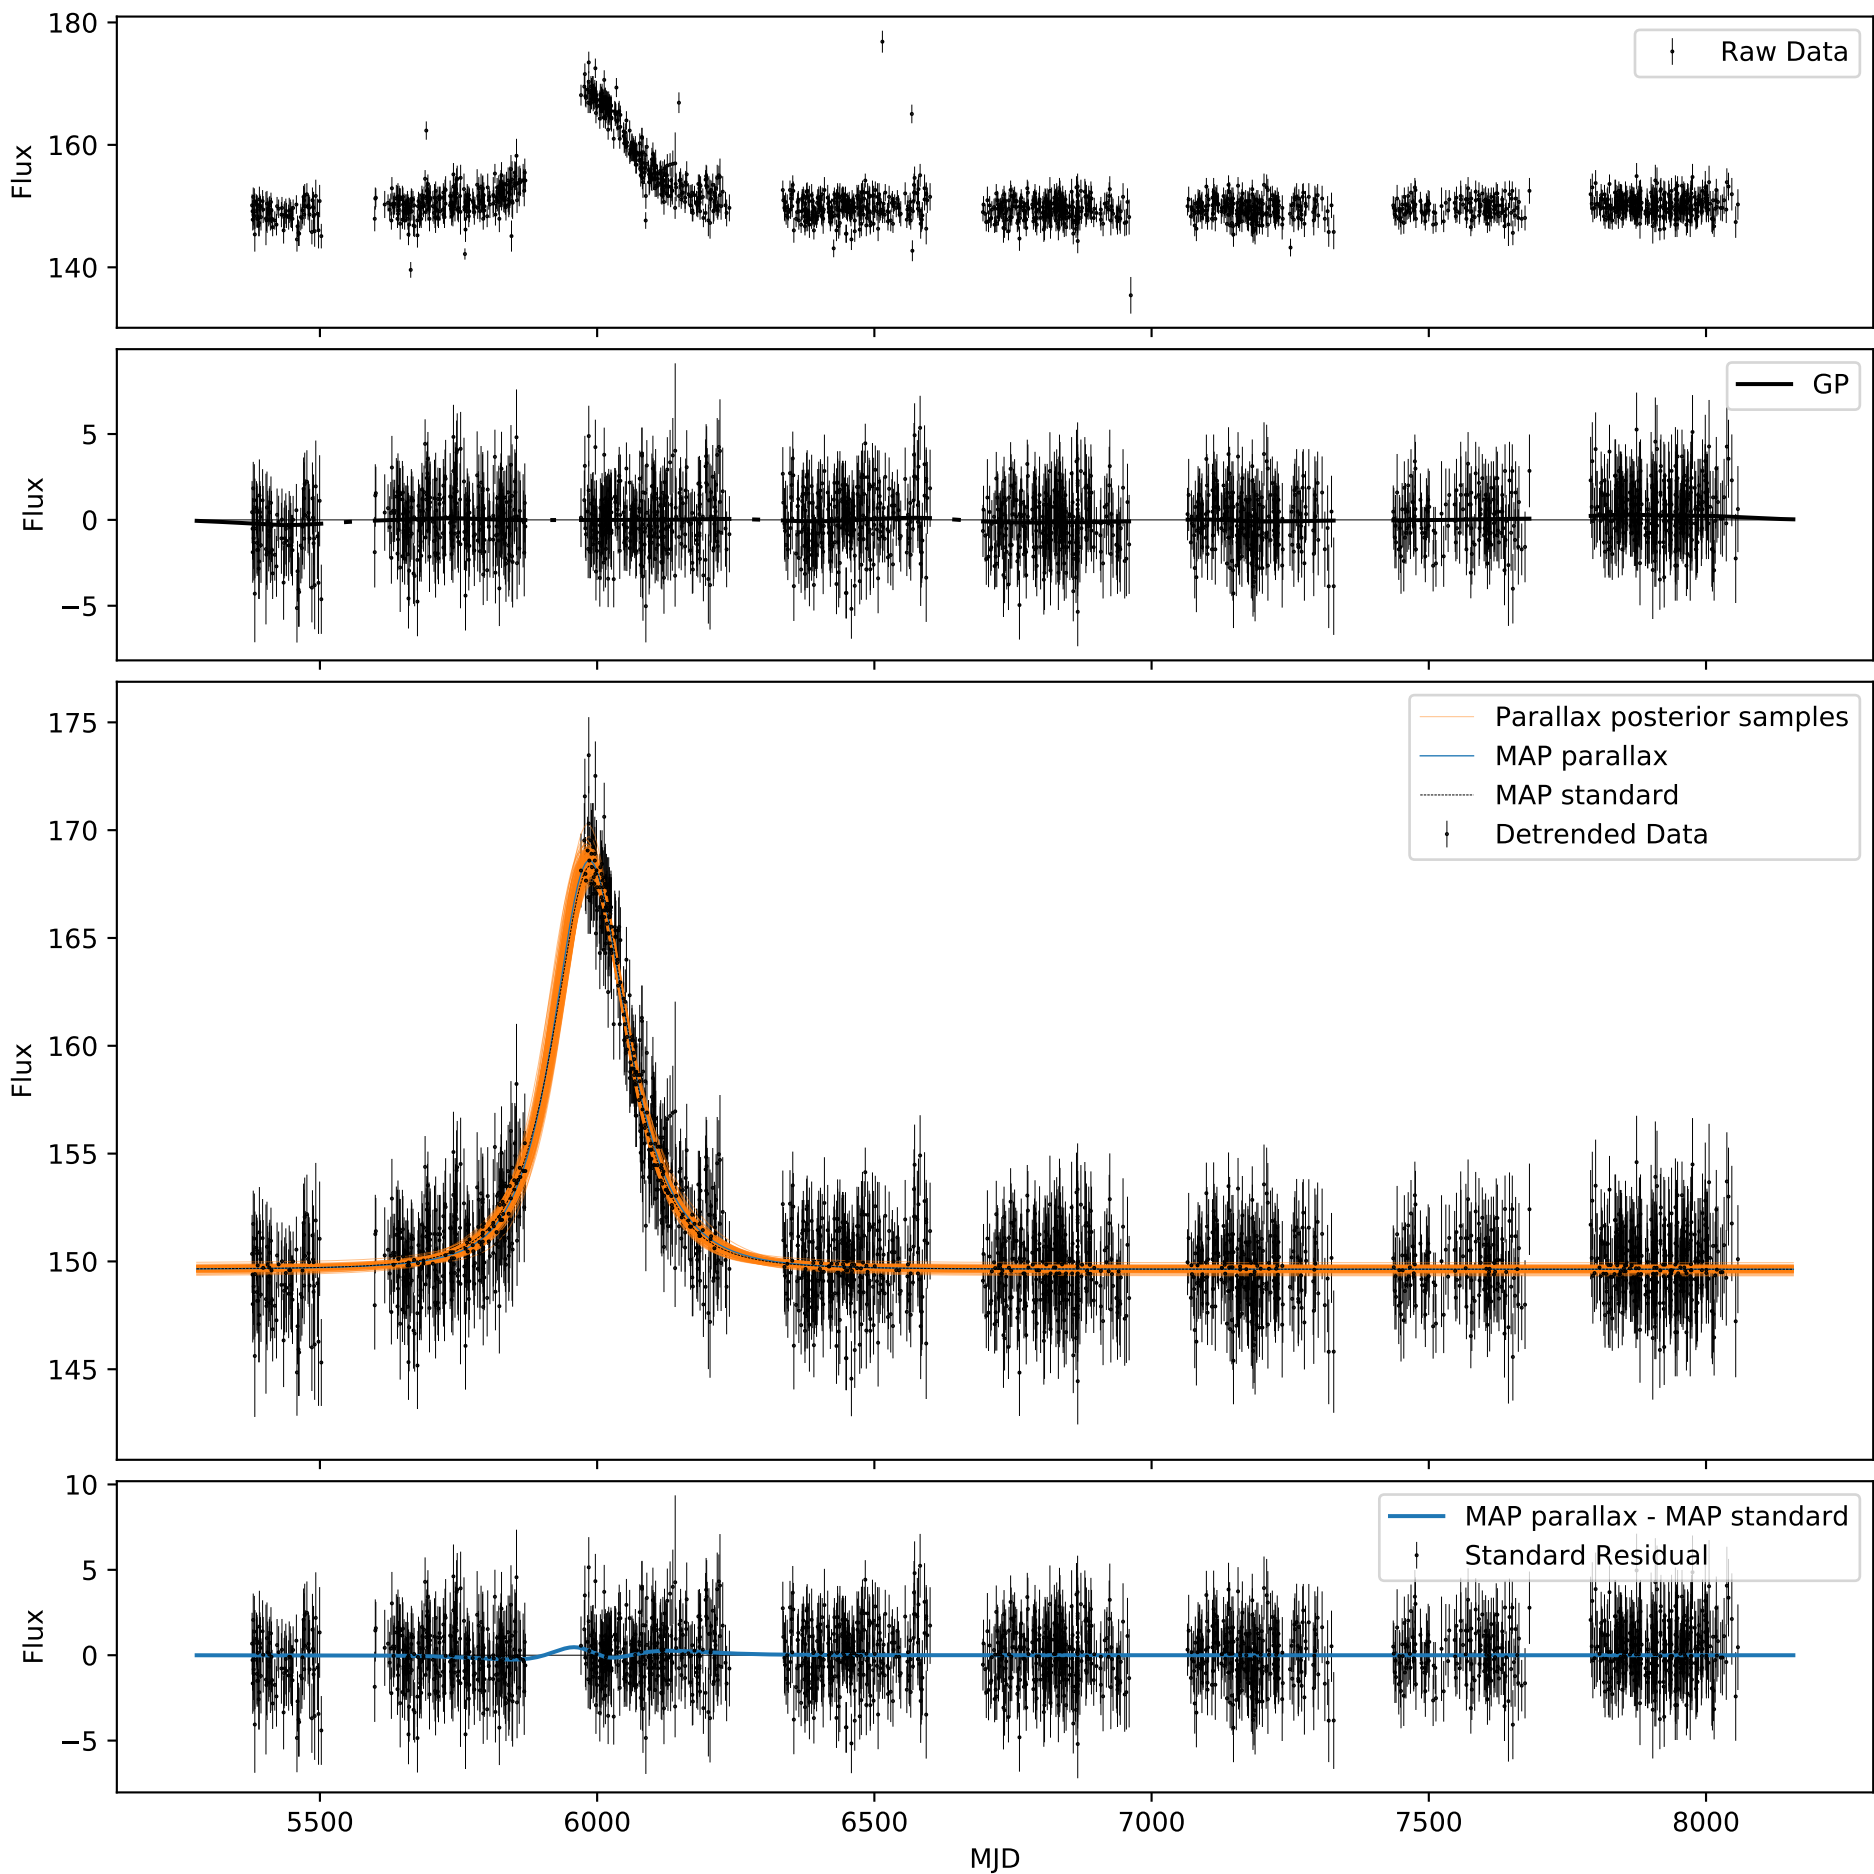 180
160
140
Flux
Raw Data
5
0
−5
Flux
GP
175
170
165
160
155
150
145
Flux
Parallax posterior samples
MAP parallax
MAP standard
Detrended Data
10
5
0
−5
Flux
MAP parallax - MAP standard
Standard Residual
5500 6000 6500 7000 7500 8000
MJD